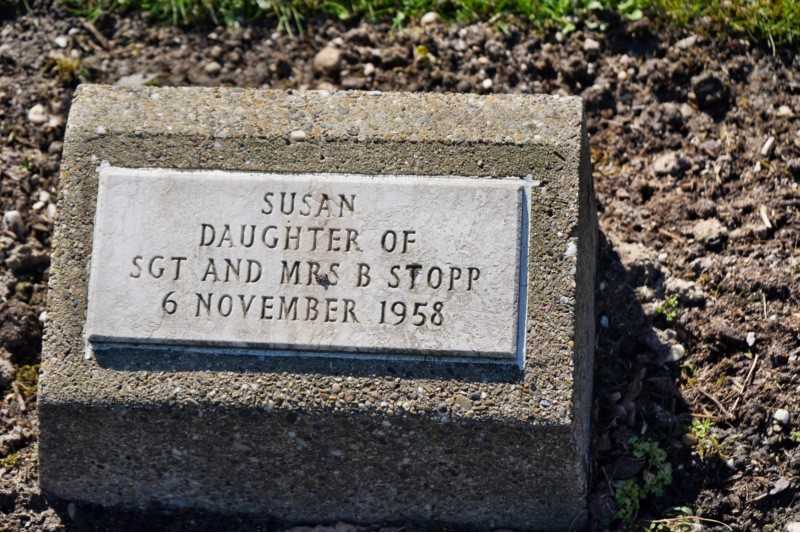 SUSAN
DAUGHTER OF
SGT AND MRS B STOPP
6 NOVEMBER 1958